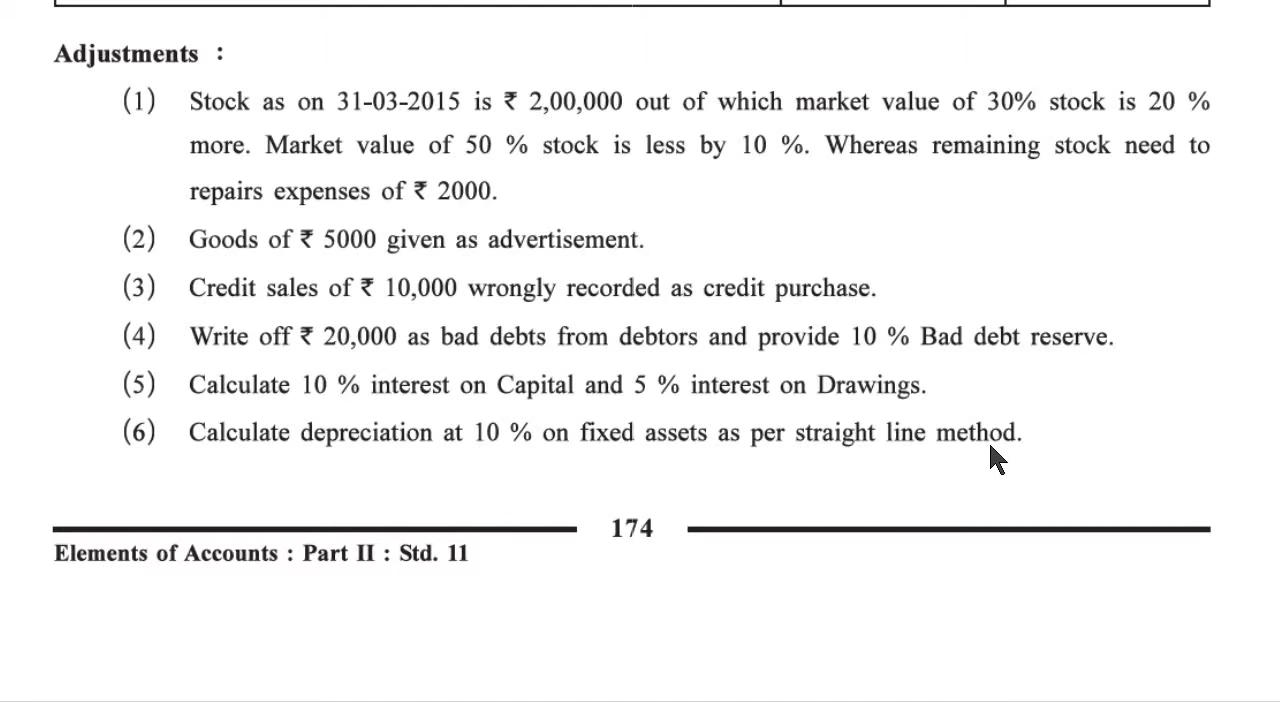 Adjustments :
(1) Stock as on 31-03-2015 is ₹ 2,00,000 out of which market value of 30% stock is 20 %
more. Market value of 50 % stock is less by 10 %. Whereas remaining stock need to
repairs expenses of ₹ 2000.
(2) Goods of ₹ 5000 given as advertisement.
(3) Credit sales of ₹ 10,000 wrongly recorded as credit purchase.
(4) Write off ₹ 20,000 as bad debts from debtors and provide 10 % Bad debt reserve.
(5) Calculate 10 % interest on Capital and 5 % interest on Drawings.
(6) Calculate depreciation at 10 % on fixed assets as per straight line method.
174
Elements of Accounts : Part II : Std. 11